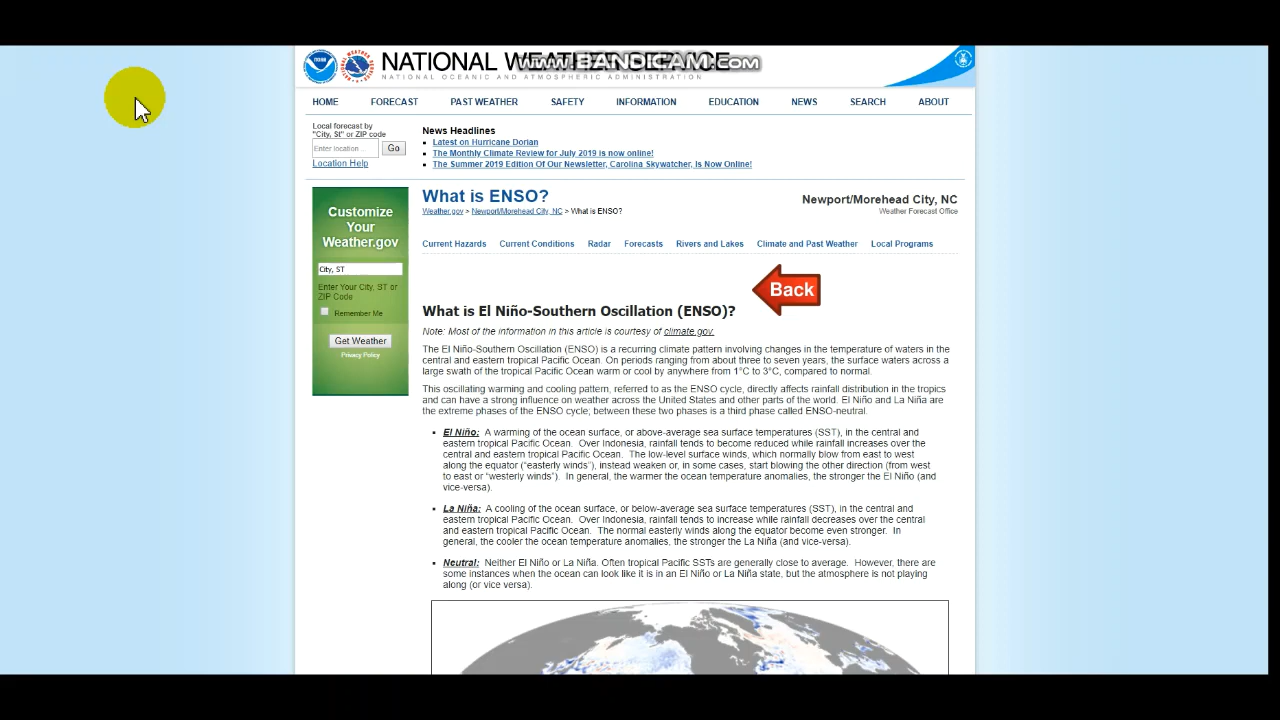 NATIONAL WEATHER SERVICE
www.BANDICAM.com
NATIONAL OCEANIC AND ATMOSPHERIC ADMINISTRATION
HOME FORECAST PAST WEATHER SAFETY INFORMATION EDUCATION NEWS SEARCH ABOUT
Local forecast by
"City, St" or ZIP code
Enter location ...
Go
Location Help
News Headlines
Latest on Hurricane Dorian
The Monthly Climate Review for July 2019 is now online!
The Summer 2019 Edition Of Our Newsletter, Carolina Skywatcher, Is Now Online!
Customize
Your
Weather.gov
City, ST
Enter Your City, ST or
ZIP Code
Remember Me
Get Weather
Privacy Policy
What is ENSO?
Weather.gov > Newport/Morehead City, NC > What is ENSO?
Newport/Morehead City, NC
Weather Forecast Office
Current Hazards Current Conditions Radar Forecasts Rivers and Lakes Climate and Past Weather Local Programs
Back
What is El Niño-Southern Oscillation (ENSO)?
Note: Most of the information in this article is courtesy of climate.gov.
The El Niño-Southern Oscillation (ENSO) is a recurring climate pattern involving changes in the temperature of waters in the
central and eastern tropical Pacific Ocean. On periods ranging from about three to seven years, the surface waters across a
large swath of the tropical Pacific Ocean warm or cool by anywhere from 1°C to 3°C, compared to normal.
This oscillating warming and cooling pattern, referred to as the ENSO cycle, directly affects rainfall distribution in the tropics
and can have a strong influence on weather across the United States and other parts of the world. El Niño and La Niña are
the extreme phases of the ENSO cycle; between these two phases is a third phase called ENSO-neutral.
El Niño: A warming of the ocean surface, or above-average sea surface temperatures (SST), in the central and
eastern tropical Pacific Ocean. Over Indonesia, rainfall tends to become reduced while rainfall increases over the
central and eastern tropical Pacific Ocean. The low-level surface winds, which normally blow from east to west
along the equator ("easterly winds"), instead weaken or, in some cases, start blowing the other direction (from west
to east or "westerly winds"). In general, the warmer the ocean temperature anomalies, the stronger the El Niño (and
vice-versa).
La Niña: A cooling of the ocean surface, or below-average sea surface temperatures (SST), in the central and
eastern tropical Pacific Ocean. Over Indonesia, rainfall tends to increase while rainfall decreases over the central
and eastern tropical Pacific Ocean. The normal easterly winds along the equator become even stronger. In
general, the cooler the ocean temperature anomalies, the stronger the La Niña (and vice-versa).
Neutral: Neither El Niño or La Niña. Often tropical Pacific SSTs are generally close to average. However, there are
some instances when the ocean can look like it is in an El Niño or La Niña state, but the atmosphere is not playing
along (or vice versa).